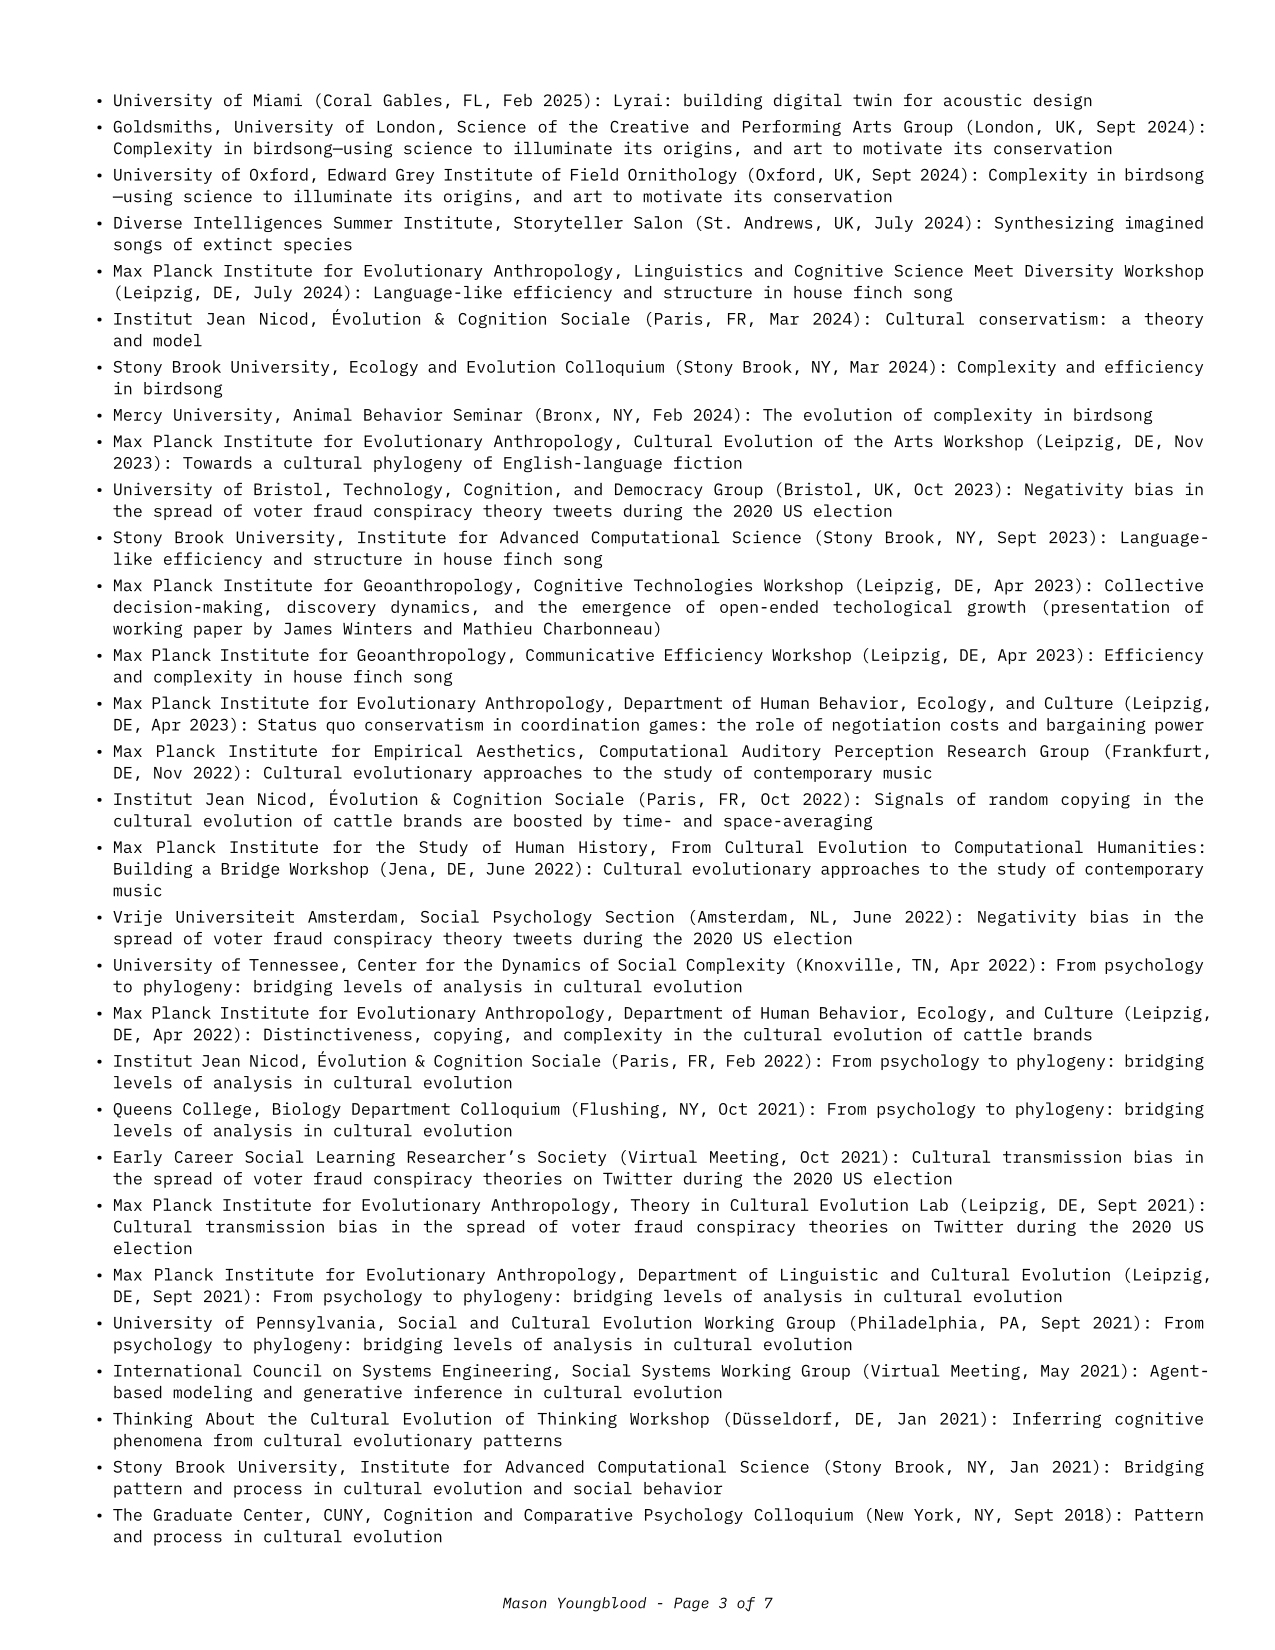 • University of Miami (Coral Gables, FL, Feb 2025): Lyrai: building digital twin for acoustic design
• Goldsmiths, University of London, Science of the Creative and Performing Arts Group (London, UK, Sept 2024):
Complexity in birdsong—using science to illuminate its origins, and art to motivate its conservation
• University of Oxford, Edward Grey Institute of Field Ornithology (Oxford, UK, Sept 2024): Complexity in birdsong
—using science to illuminate its origins, and art to motivate its conservation
• Diverse Intelligences Summer Institute, Storyteller Salon (St. Andrews, UK, July 2024): Synthesizing imagined
songs of extinct species
• Max Planck Institute for Evolutionary Anthropology, Linguistics and Cognitive Science Meet Diversity Workshop
(Leipzig, DE, July 2024): Language-like efficiency and structure in house finch song
• Institut Jean Nicod, Évolution & Cognition Sociale (Paris, FR, Mar 2024): Cultural conservatism: a theory
and model
• Stony Brook University, Ecology and Evolution Colloquium (Stony Brook, NY, Mar 2024): Complexity and efficiency
in birdsong
• Mercy University, Animal Behavior Seminar (Bronx, NY, Feb 2024): The evolution of complexity in birdsong
• Max Planck Institute for Evolutionary Anthropology, Cultural Evolution of the Arts Workshop (Leipzig, DE, Nov
2023): Towards a cultural phylogeny of English-language fiction
• University of Bristol, Technology, Cognition, and Democracy Group (Bristol, UK, Oct 2023): Negativity bias in
the spread of voter fraud conspiracy theory tweets during the 2020 US election
• Stony Brook University, Institute for Advanced Computational Science (Stony Brook, NY, Sept 2023): Language-
like efficiency and structure in house finch song
• Max Planck Institute for Geoanthropology, Cognitive Technologies Workshop (Leipzig, DE, Apr 2023): Collective
decision-making, discovery dynamics, and the emergence of open-ended techological growth (presentation of
working paper by James Winters and Mathieu Charbonneau)
• Max Planck Institute for Geoanthropology, Communicative Efficiency Workshop (Leipzig, DE, Apr 2023): Efficiency
and complexity in house finch song
• Max Planck Institute for Evolutionary Anthropology, Department of Human Behavior, Ecology, and Culture (Leipzig,
DE, Apr 2023): Status quo conservatism in coordination games: the role of negotiation costs and bargaining power
• Max Planck Institute for Empirical Aesthetics, Computational Auditory Perception Research Group (Frankfurt,
DE, Nov 2022): Cultural evolutionary approaches to the study of contemporary music
• Institut Jean Nicod, Évolution & Cognition Sociale (Paris, FR, Oct 2022): Signals of random copying in the
cultural evolution of cattle brands are boosted by time- and space-averaging
• Max Planck Institute for the Study of Human History, From Cultural Evolution to Computational Humanities:
Building a Bridge Workshop (Jena, DE, June 2022): Cultural evolutionary approaches to the study of contemporary
music
• Vrije Universiteit Amsterdam, Social Psychology Section (Amsterdam, NL, June 2022): Negativity bias in the
spread of voter fraud conspiracy theory tweets during the 2020 US election
• University of Tennessee, Center for the Dynamics of Social Complexity (Knoxville, TN, Apr 2022): From psychology
to phylogeny: bridging levels of analysis in cultural evolution
• Max Planck Institute for Evolutionary Anthropology, Department of Human Behavior, Ecology, and Culture (Leipzig,
DE, Apr 2022): Distinctiveness, copying, and complexity in the cultural evolution of cattle brands
• Institut Jean Nicod, Évolution & Cognition Sociale (Paris, FR, Feb 2022): From psychology to phylogeny: bridging
levels of analysis in cultural evolution
• Queens College, Biology Department Colloquium (Flushing, NY, Oct 2021): From psychology to phylogeny: bridging
levels of analysis in cultural evolution
• Early Career Social Learning Researcher’s Society (Virtual Meeting, Oct 2021): Cultural transmission bias in
the spread of voter fraud conspiracy theories on Twitter during the 2020 US election
• Max Planck Institute for Evolutionary Anthropology, Theory in Cultural Evolution Lab (Leipzig, DE, Sept 2021):
Cultural transmission bias in the spread of voter fraud conspiracy theories on Twitter during the 2020 US
election
• Max Planck Institute for Evolutionary Anthropology, Department of Linguistic and Cultural Evolution (Leipzig,
DE, Sept 2021): From psychology to phylogeny: bridging levels of analysis in cultural evolution
• University of Pennsylvania, Social and Cultural Evolution Working Group (Philadelphia, PA, Sept 2021): From
psychology to phylogeny: bridging levels of analysis in cultural evolution
• International Council on Systems Engineering, Social Systems Working Group (Virtual Meeting, May 2021): Agent-
based modeling and generative inference in cultural evolution
• Thinking About the Cultural Evolution of Thinking Workshop (Düsseldorf, DE, Jan 2021): Inferring cognitive
phenomena from cultural evolutionary patterns
• Stony Brook University, Institute for Advanced Computational Science (Stony Brook, NY, Jan 2021): Bridging
pattern and process in cultural evolution and social behavior
• The Graduate Center, CUNY, Cognition and Comparative Psychology Colloquium (New York, NY, Sept 2018): Pattern
and process in cultural evolution
Mason Youngblood - Page 3 of 7